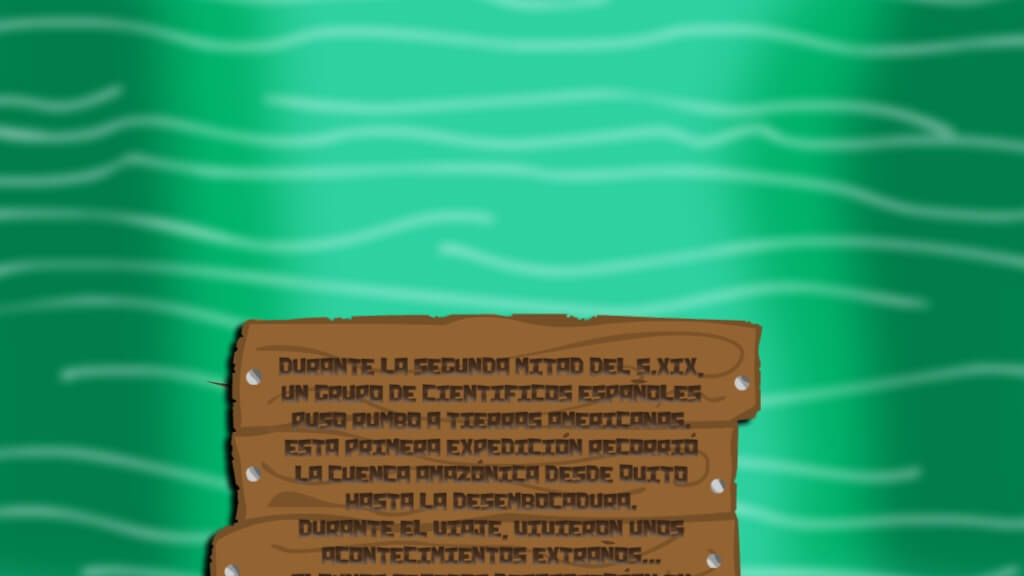 DURANTE LA SEGUNDA MITAD DEL S.XIX,
UN GRUPO DE CIENTIFICOS ESPAÑOLES
PUSO RUMBO A TIERRAS AMERICANAS.
ESTA PRIMERA EXPEDICIÓN RECORRIÓ
LA CUENCA AMAZÓNICA DESDE QUITO
HASTA LA DESEMBOCADURA.
DURANTE EL VIAJE, VIVIERON UNOS
ACONTECIMIENTOS EXTRAÑOS...